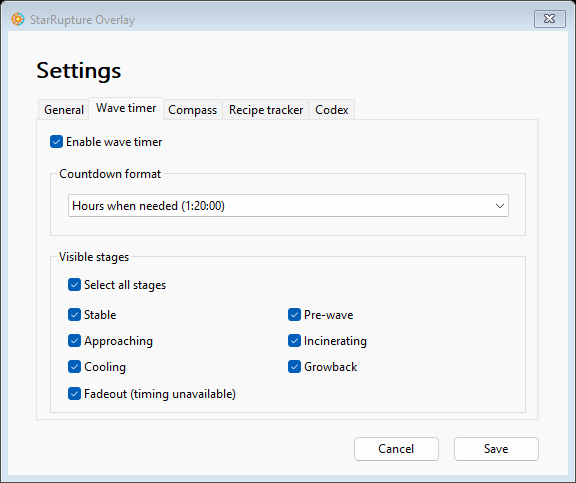 StarRupture Overlay
Settings
General Wave timer Compass Recipe tracker Codex
Enable wave timer
Countdown format
Hours when needed (1:20:00)
Visible stages
Select all stages
Stable Pre-wave
Approaching Incinerating
Cooling Growback
Fadeout (timing unavailable)
Cancel Save